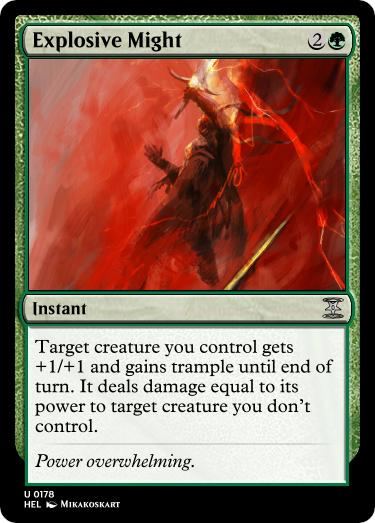 Explosive Might 2
Instant
Target creature you control gets
+1/+1 and gains trample until end of
turn. It deals damage equal to its
power to target creature you don't
control.
Power overwhelming.
U 0178
HEL Mikakoskart